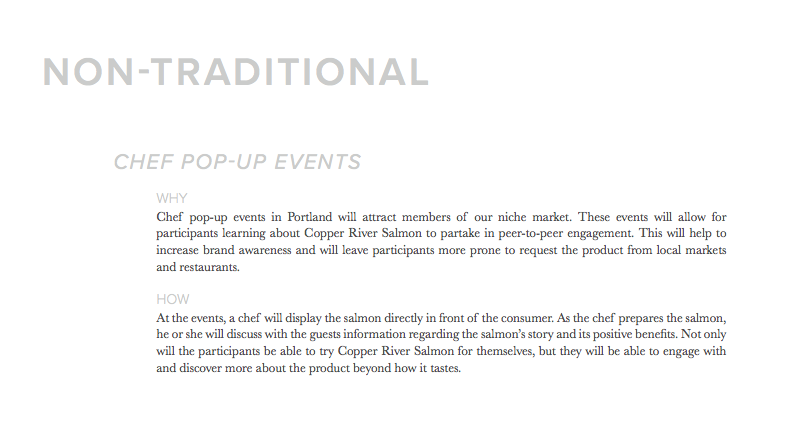 NON-TRADITIONAL
CHEF POP-UP EVENTS
WHY
Chef pop-up events in Portland will attract members of our niche market. These events will allow for
participants learning about Copper River Salmon to partake in peer-to-peer engagement. This will help to
increase brand awareness and will leave participants more prone to request the product from local markets
and restaurants.
HOW
At the events, a chef will display the salmon directly in front of the consumer. As the chef prepares the salmon,
he or she will discuss with the guests information regarding the salmon’s story and its positive benefits. Not only
will the participants be able to try Copper River Salmon for themselves, but they will be able to engage with
and discover more about the product beyond how it tastes.